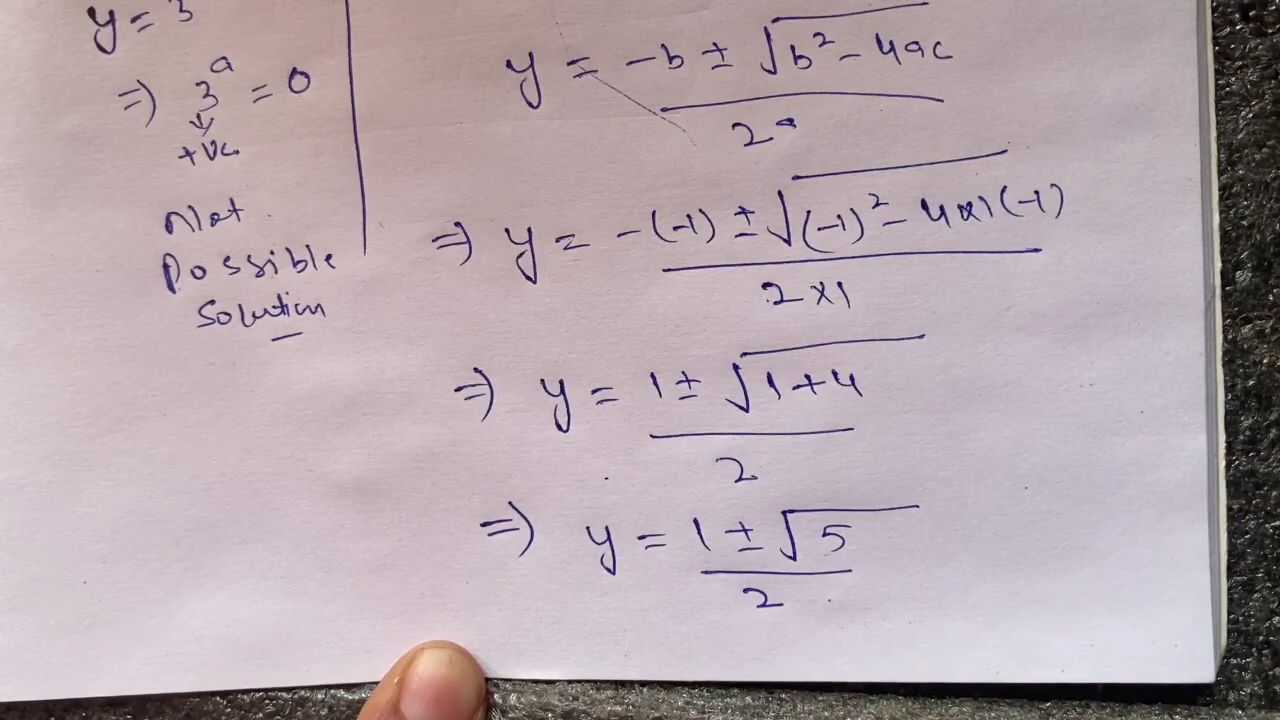 y = 3
⇒ 3^a = 0
↓
+ve
Not
Possible
Solution
y = -b ± √(b² - 4ac) / 2a
⇒ y = -(-1) ± √((-1)² - 4×1(-1)) / 2×1
⇒ y = 1 ± √(1+4) / 2
⇒ y = 1 ± √5 / 2